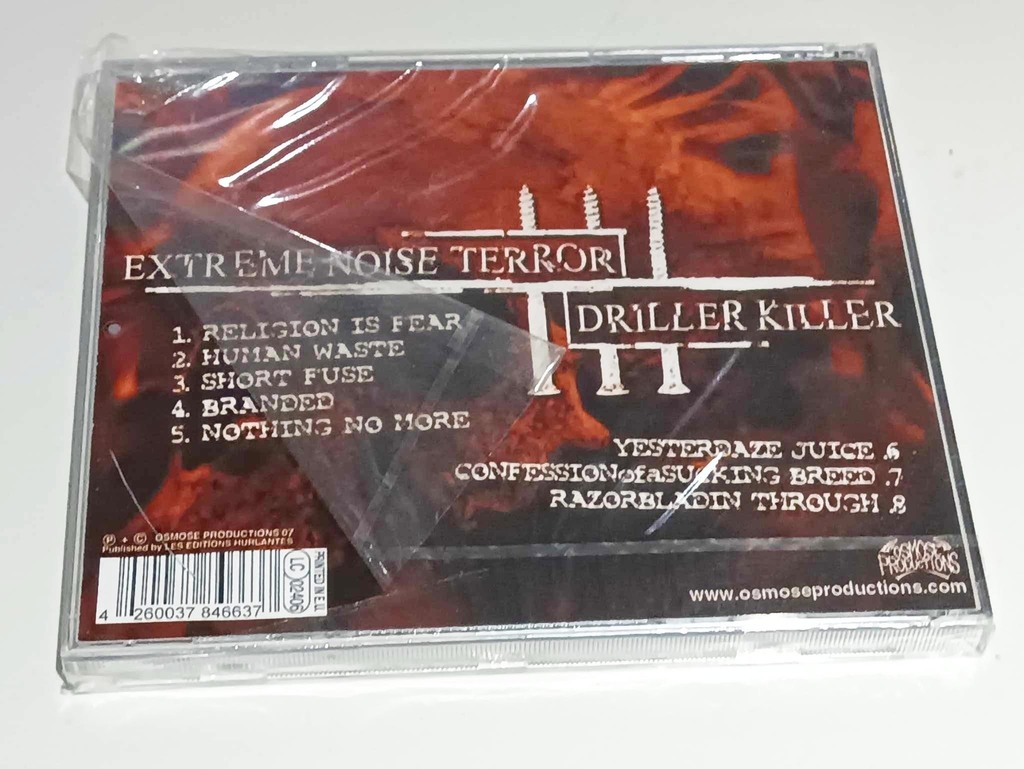 EXTREME NOISE TERROR
DRILLER KILLER
1. RELIGION IS FEAR
2. HUMAN WASTE
3. SHORT FUSE
4. BRANDED
5. NOTHING NO MORE
YESTERDAZE JUICE .6
CONFESSIONofaSUCKING BREED .7
RAZORBLADIN THROUGH .8
℗ + © OSMOSE PRODUCTIONS 07
Published by LES EDITIONS HURLANTES
4 260037 846637
LC 02406
PRINTED IN E.U.
OSMOSE
PRODUCTIONS
www.osmoseproductions.com